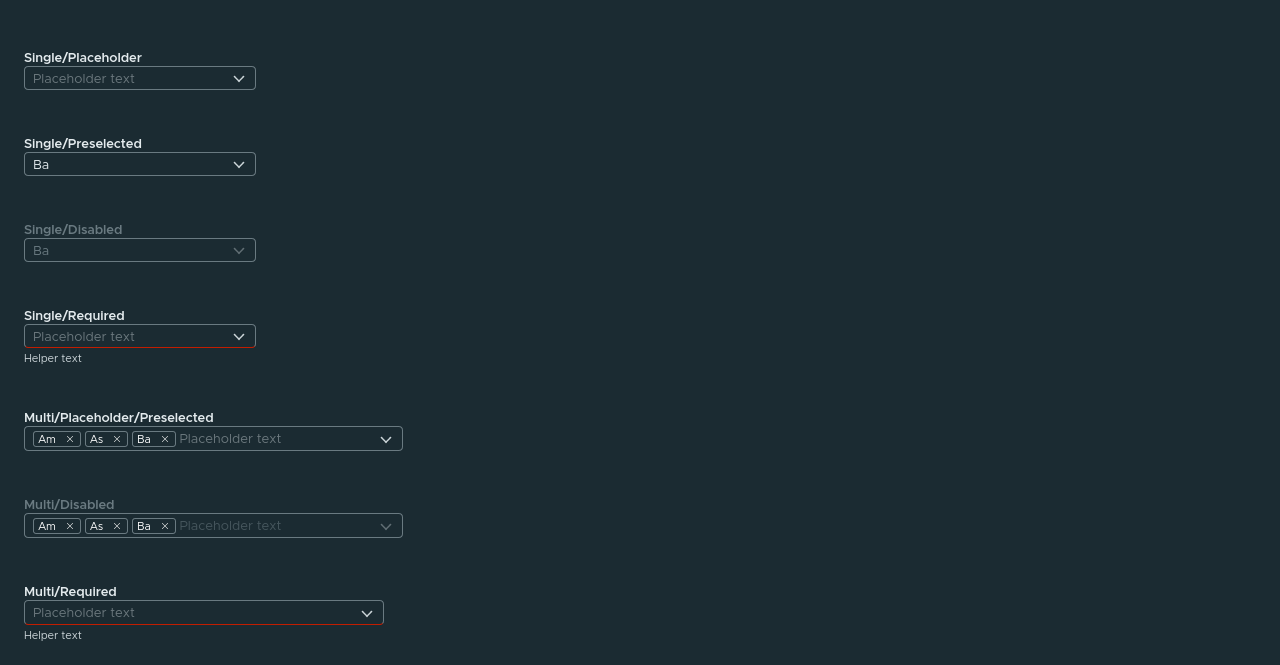 Single/Placeholder
Placeholder text
Single/Preselected
Ba
Single/Disabled
Ba
Single/Required
Placeholder text
Helper text
Multi/Placeholder/Preselected
Am As Ba Placeholder text
Multi/Disabled
Am As Ba Placeholder text
Multi/Required
Placeholder text
Helper text